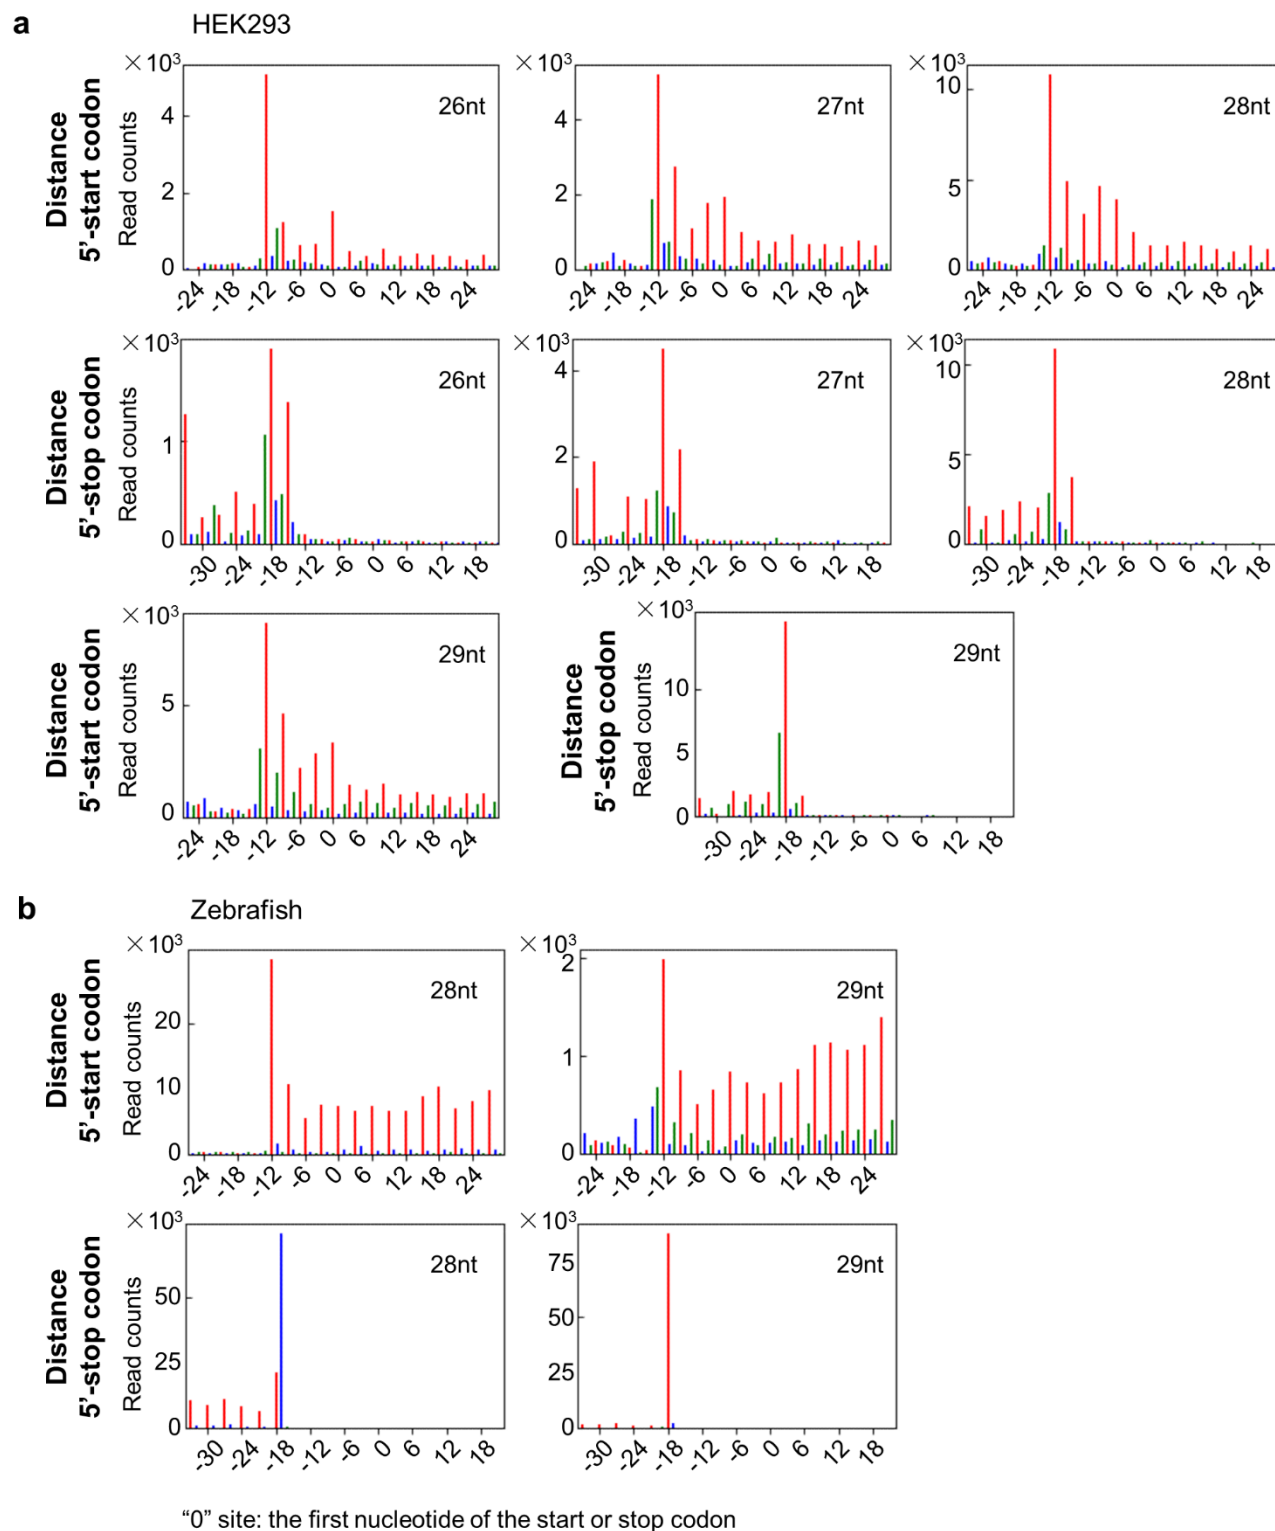 a
HEK293
×10³ ×10³ ×10³
Distance
5'-start codon
Read counts
4
2
0
26nt
-24 -18 -12 -6 0 6 12 18 24
4
2
0
27nt
-24 -18 -12 -6 0 6 12 18 24
10
5
0
28nt
-24 -18 -12 -6 0 6 12 18 24
×10³ ×10³ ×10³
Distance
5'-stop codon
Read counts
1
0
26nt
-30 -24 -18 -12 -6 0 6 12 18
4
2
0
27nt
-30 -24 -18 -12 -6 0 6 12 18
10
5
0
28nt
-30 -24 -18 -12 -6 0 6 12 18
×10³ ×10³
Distance
5'-start codon
Read counts
5
0
29nt
-24 -18 -12 -6 0 6 12 18 24
Distance
5'-stop codon
Read counts
10
5
0
29nt
-30 -24 -18 -12 -6 0 6 12 18
b
Zebrafish
×10³ ×10³
Distance
5'-start codon
Read counts
20
10
0
28nt
-24 -18 -12 -6 0 6 12 18 24
2
1
0
29nt
-24 -18 -12 -6 0 6 12 18 24
×10³ ×10³
Distance
5'-stop codon
Read counts
50
25
0
28nt
-30 -24 -18 -12 -6 0 6 12 18
75
50
25
0
29nt
-30 -24 -18 -12 -6 0 6 12 18
“0” site: the first nucleotide of the start or stop codon